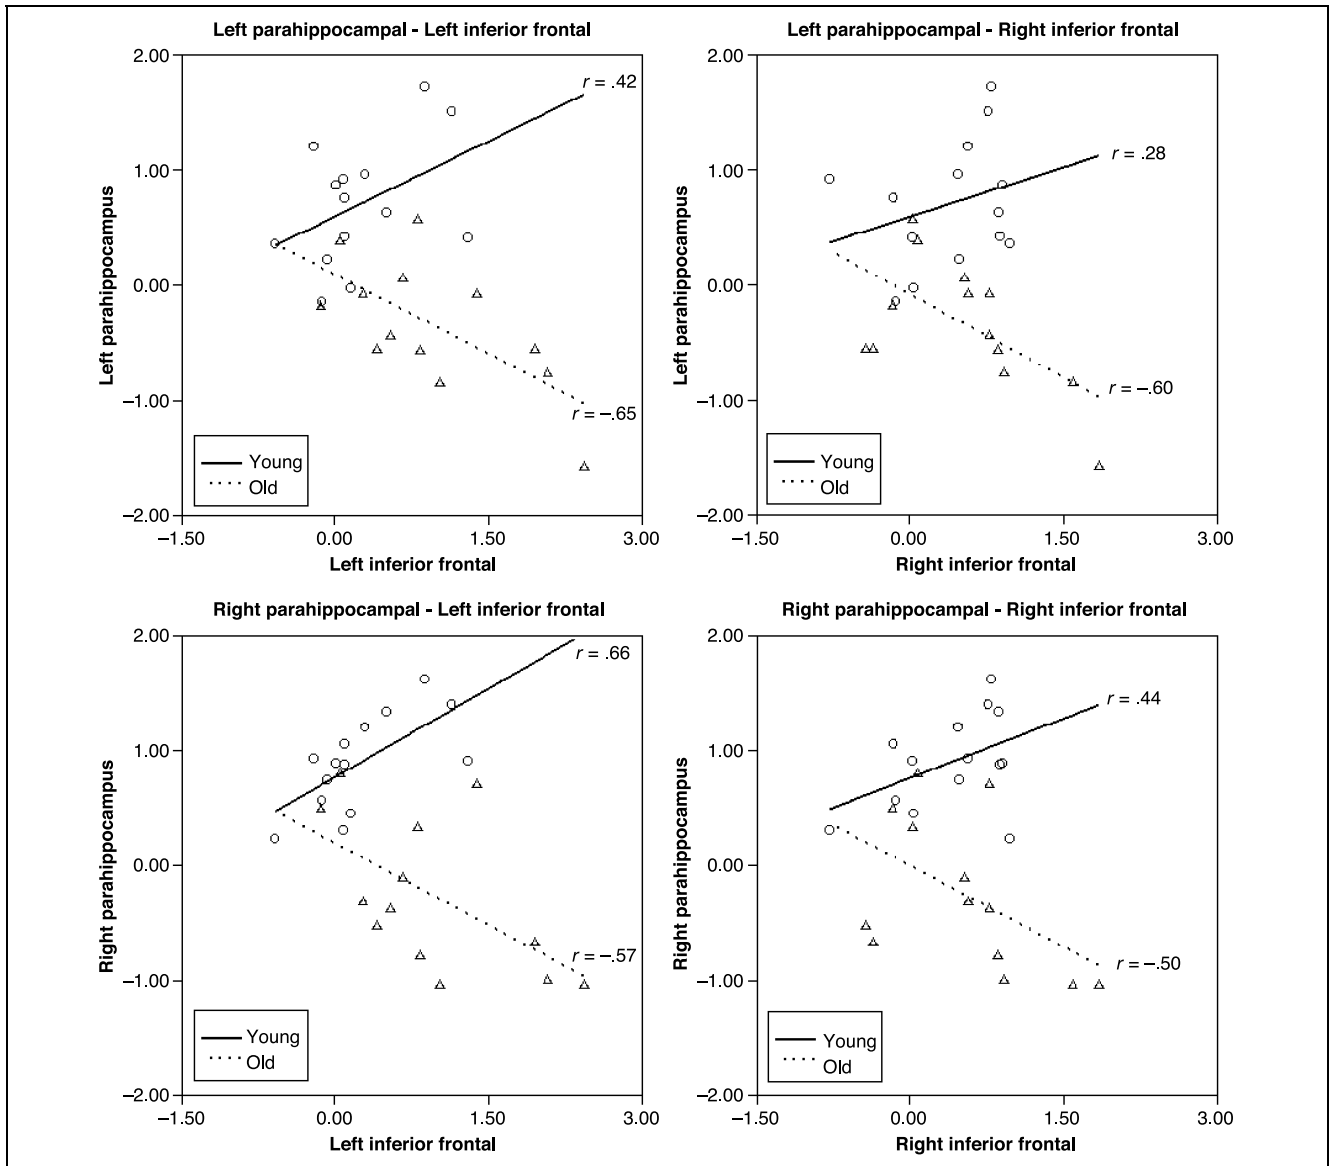 Left parahippocampal - Left inferior frontal
2.00
1.00
0.00
−1.00
−2.00
−1.50
0.00
1.50
3.00
Left parahippocampus
Left inferior frontal
r = .42
r = −.65
Young
Old
Left parahippocampal - Right inferior frontal
2.00
1.00
0.00
−1.00
−2.00
−1.50
0.00
1.50
3.00
Left parahippocampus
Right inferior frontal
r = .28
r = −.60
Young
Old
Right parahippocampal - Left inferior frontal
2.00
1.00
0.00
−1.00
−2.00
−1.50
0.00
1.50
3.00
Right parahippocampus
Left inferior frontal
r = .66
r = −.57
Young
Old
Right parahippocampal - Right inferior frontal
2.00
1.00
0.00
−1.00
−2.00
−1.50
0.00
1.50
3.00
Right parahippocampus
Right inferior frontal
r = .44
r = −.50
Young
Old